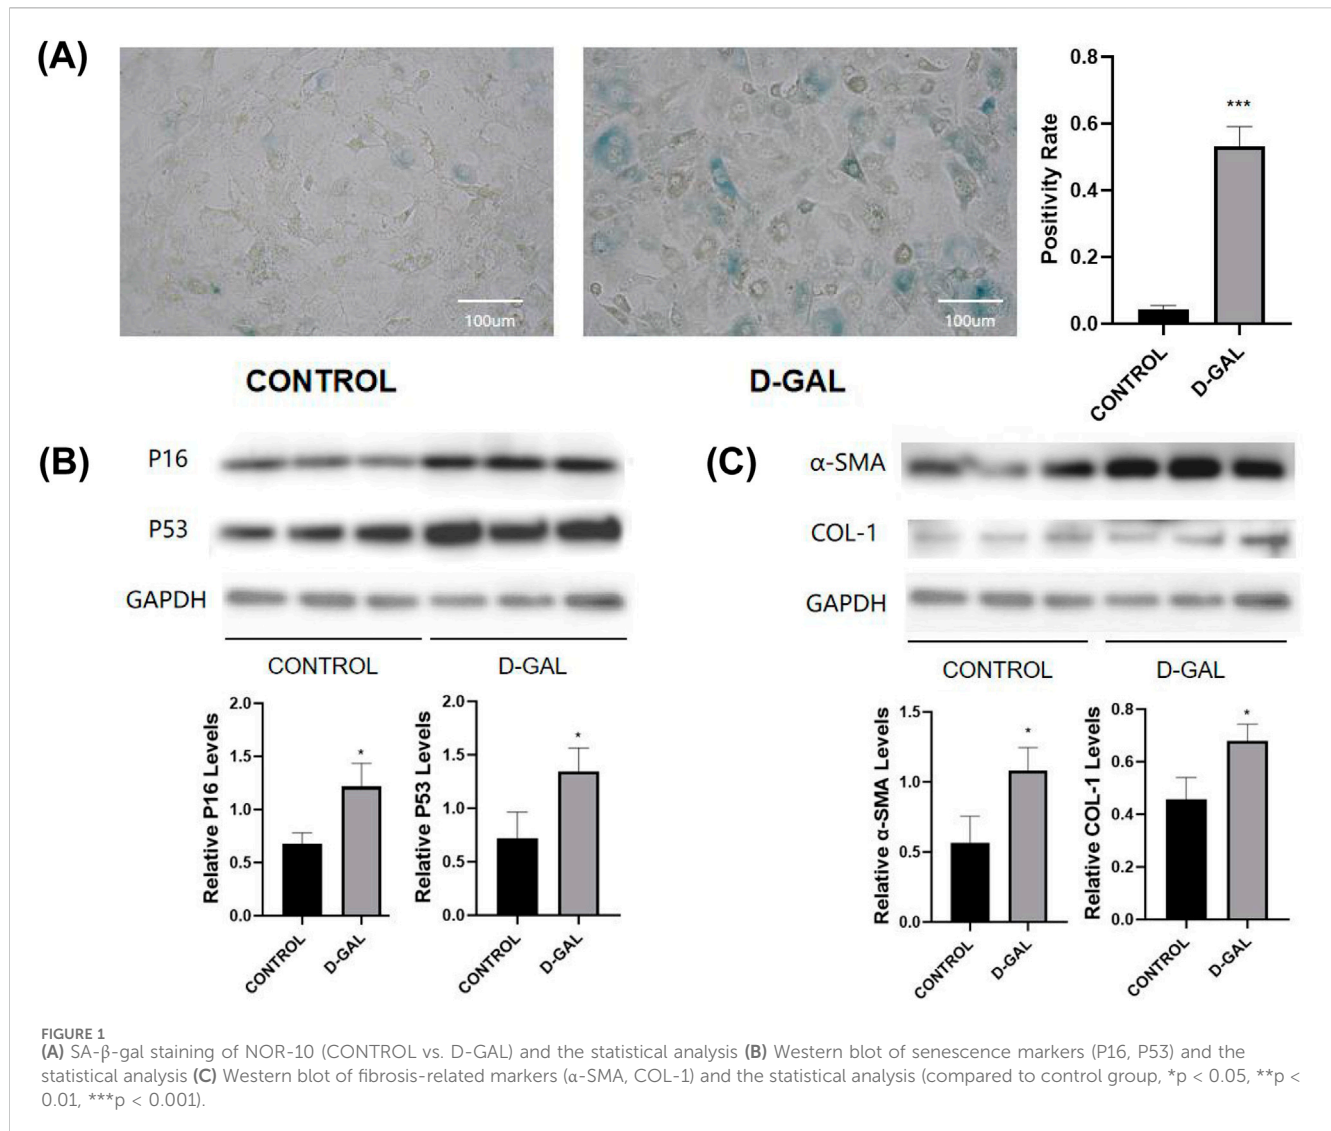 (A)
100um
100um
CONTROL
D-GAL
Positivity Rate
0.8
0.6
0.4
0.2
0.0
***
CONTROL
D-GAL
(B)
P16
P53
GAPDH
CONTROL
D-GAL
Relative P16 Levels
2.0
1.5
1.0
0.5
0.0
*
CONTROL
D-GAL
Relative P53 Levels
2.0
1.5
1.0
0.5
0.0
*
CONTROL
D-GAL
(C)
α-SMA
COL-1
GAPDH
CONTROL
D-GAL
Relative α-SMA Levels
1.5
1.0
0.5
0.0
*
CONTROL
D-GAL
Relative COL-1 Levels
0.8
0.6
0.4
0.2
0.0
*
CONTROL
D-GAL
FIGURE 1
(A) SA-β-gal staining of NOR-10 (CONTROL vs. D-GAL) and the statistical analysis (B) Western blot of senescence markers (P16, P53) and the
statistical analysis (C) Western blot of fibrosis-related markers (α-SMA, COL-1) and the statistical analysis (compared to control group, *p < 0.05, **p <
0.01, ***p < 0.001).